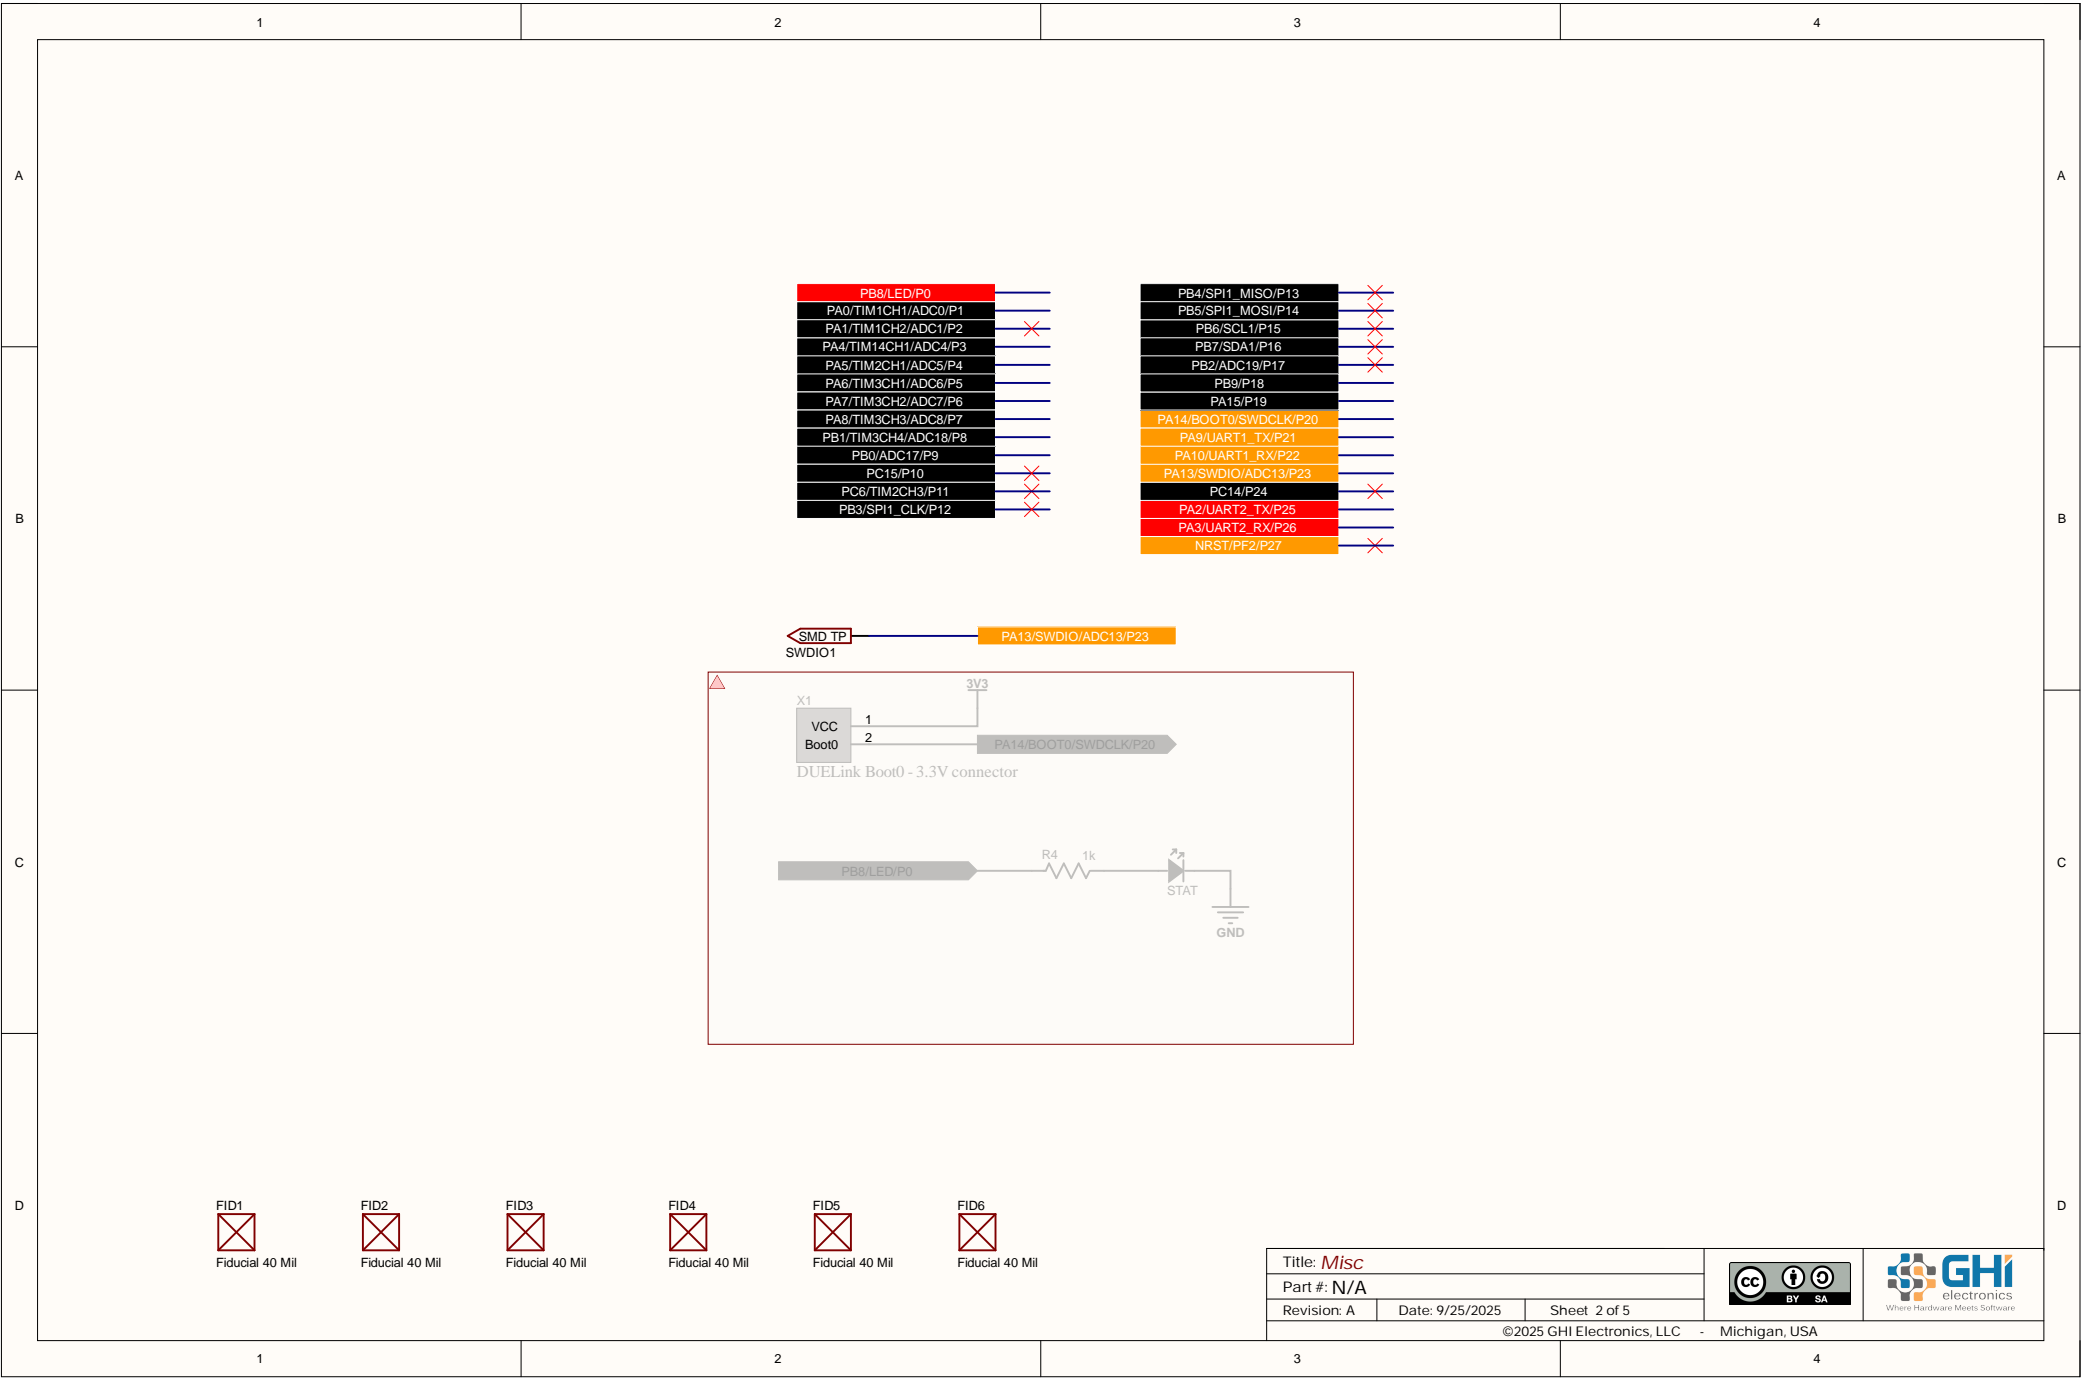 1 2 3 4
A A
PB8/LED/P0
PA0/TIM1CH1/ADC0/P1
PA1/TIM1CH2/ADC1/P2
PA4/TIM14CH1/ADC4/P3
PA5/TIM2CH1/ADC5/P4
PA6/TIM3CH1/ADC6/P5
PA7/TIM3CH2/ADC7/P6
PA8/TIM3CH3/ADC8/P7
PB1/TIM3CH4/ADC18/P8
PB0/ADC17/P9
PC15/P10
PC6/TIM2CH3/P11
PB3/SPI1_CLK/P12
PB4/SPI1_MISO/P13
PB5/SPI1_MOSI/P14
PB6/SCL1/P15
PB7/SDA1/P16
PB2/ADC19/P17
PB9/P18
PA15/P19
PA14/BOOT0/SWDCLK/P20
PA9/UART1_TX/P21
PA10/UART1_RX/P22
PA13/SWDIO/ADC13/P23
PC14/P24
PA2/UART2_TX/P25
PA3/UART2_RX/P26
NRST/PF2/P27
B B
SMD TP PA13/SWDIO/ADC13/P23
SWDIO1
3V3
X1
VCC 1
Boot0 2 PA14/BOOT0/SWDCLK/P20
DUELink Boot0 - 3.3V connector
C C
R4 1k
PB8/LED/P0
STAT
GND
D D
FID1 FID2 FID3 FID4 FID5 FID6
Fiducial 40 Mil Fiducial 40 Mil Fiducial 40 Mil Fiducial 40 Mil Fiducial 40 Mil Fiducial 40 Mil
Title: Misc
Part #: N/A
Revision: A Date: 9/25/2025 Sheet 2 of 5
cc BY SA
GHI
electronics
Where Hardware Meets Software
©2025 GHI Electronics, LLC - Michigan, USA
1 2 3 4